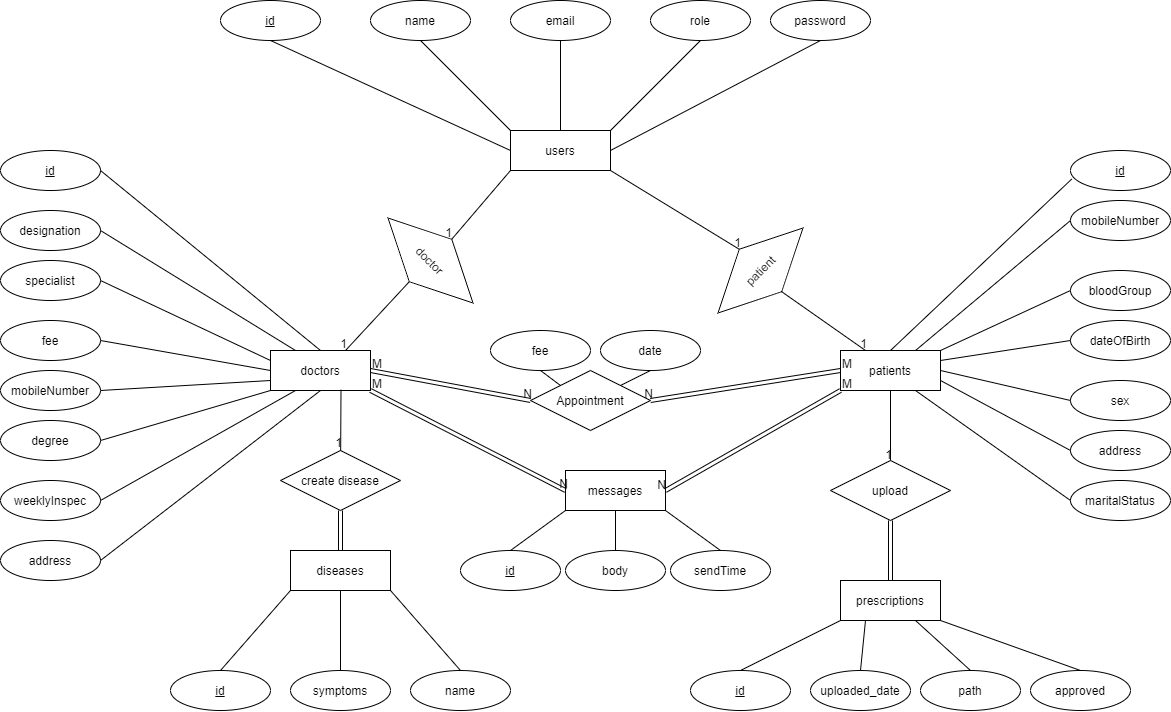 id
name
email
role
password
users
id
designation
specialist
fee
mobileNumber
degree
weeklyInspec
address
id
mobileNumber
bloodGroup
dateOfBirth
sex
address
maritalStatus
1
doctor
1
1
patient
1
doctors
M
M
fee
date
N
Appointment
N
M
M
patients
1
create disease
N
messages
N
1
upload
id
body
sendTime
diseases
prescriptions
id
symptoms
name
id
uploaded_date
path
approved